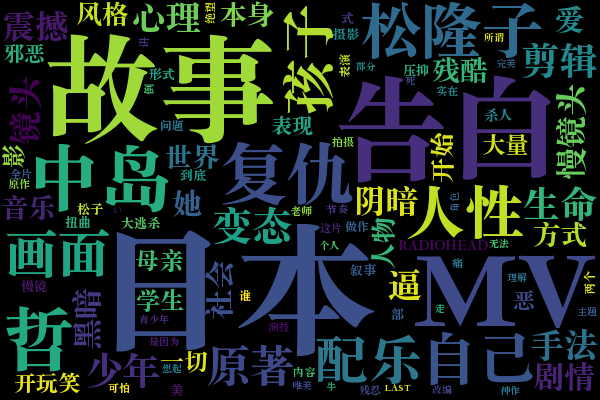 震撼
风格
心理
绝望
本身
式
摄影
松隆子
所谓
完美
爱
剪辑
邪恶
故事
孩子
表演
部分
压抑
残酷
死
实在
镜头
形式
问题
表现
告白
杀人
大量
慢镜头
影
全片
原作
中岛
世界
到底
复仇
拍摄
开始
音乐
松子
扭曲
大逃杀
她
变态
老师
节奏
阴暗
人性
角色
生命
方式
这片
做作
个人
人物
RADIOHEAD
无法
画面
慢镜
母亲
日本
叙事
逼
MV
痛
理解
两个
学生
社会
谁
恶
主题
哲
黑暗
青少年
是因为
演技
部
走
少年
一切
想起
原著
内容
配乐
自己
手法
剧情
开玩笑
可怕
美
唯美
牛
残忍
LAST
改编
神作